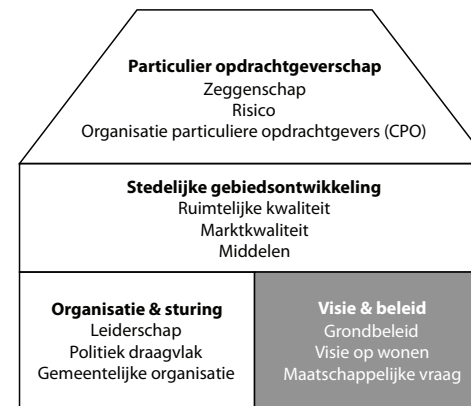 Particulier opdrachtgeverschap
Zeggenschap
Risico
Organisatie particuliere opdrachtgevers (CPO)
Stedelijke gebiedsontwikkeling
Ruimtelijke kwaliteit
Marktkwaliteit
Middelen
Organisatie & sturing
Leiderschap
Politiek draagvlak
Gemeentelijke organisatie
Visie & beleid
Grondbeleid
Visie op wonen
Maatschappelijke vraag